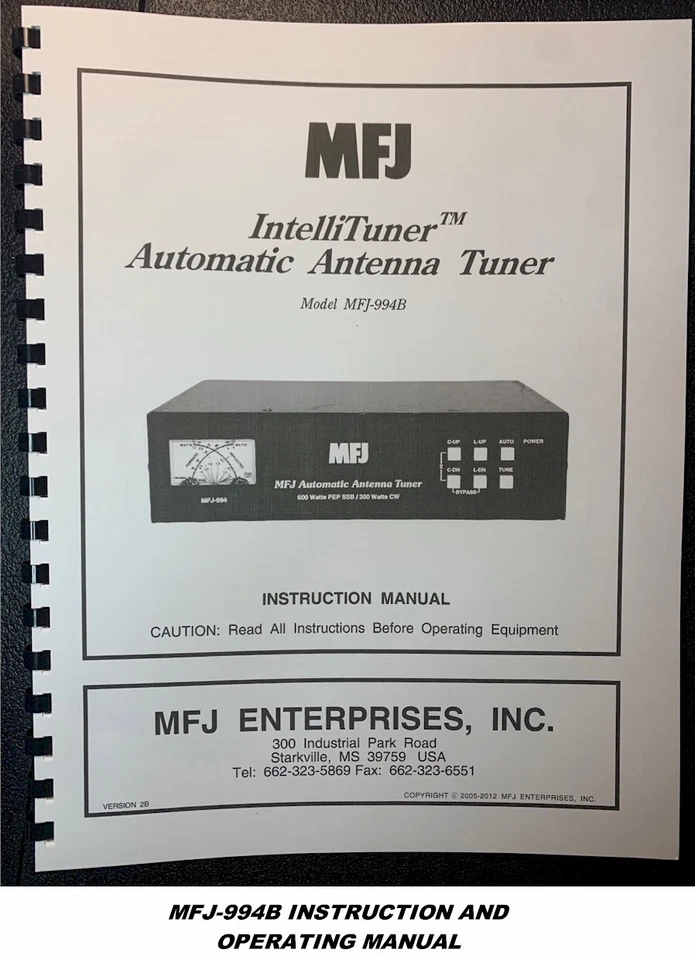 MFJ
IntelliTuner™
Automatic Antenna Tuner
Model MFJ-994B
MFJ
MFJ Automatic Antenna Tuner
600 Watts PEP SSB / 300 Watts CW
MFJ-994
C-UP L-UP AUTO POWER
C-DN L-DN TUNE
BYPASS
INSTRUCTION MANUAL
CAUTION: Read All Instructions Before Operating Equipment
MFJ ENTERPRISES, INC.
300 Industrial Park Road
Starkville, MS 39759 USA
Tel: 662-323-5869 Fax: 662-323-6551
VERSION 2B
COPYRIGHT © 2005-2012 MFJ ENTERPRISES, INC.
MFJ-994B INSTRUCTION AND
OPERATING MANUAL